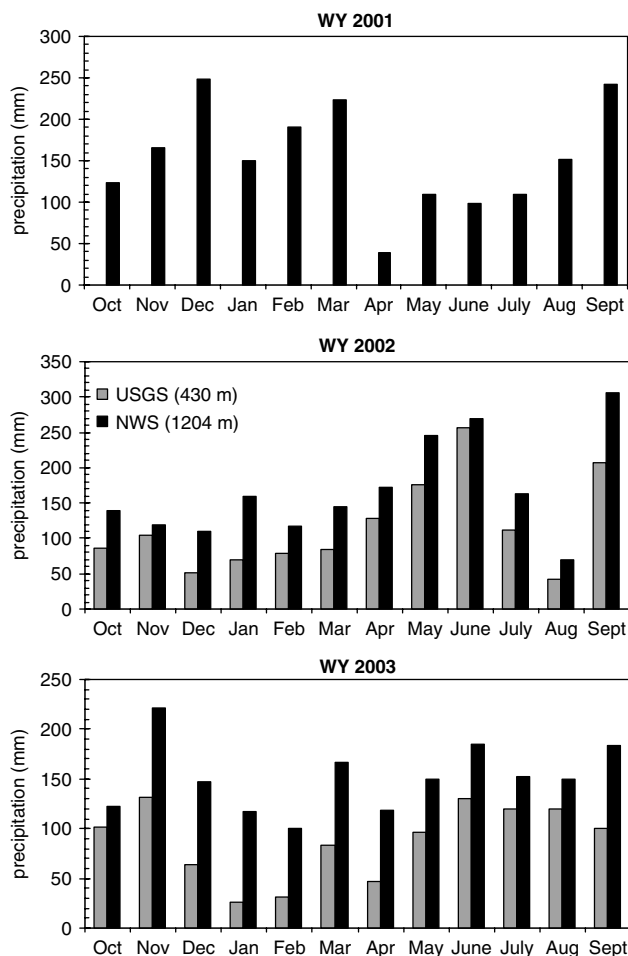 WY 2001
precipitation (mm)
300
250
200
150
100
50
0
Oct Nov Dec Jan Feb Mar Apr May June July Aug Sept
WY 2002
precipitation (mm)
350
300
250
200
150
100
50
0
USGS (430 m)
NWS (1204 m)
Oct Nov Dec Jan Feb Mar Apr May June July Aug Sept
WY 2003
precipitation (mm)
250
200
150
100
50
0
Oct Nov Dec Jan Feb Mar Apr May June July Aug Sept